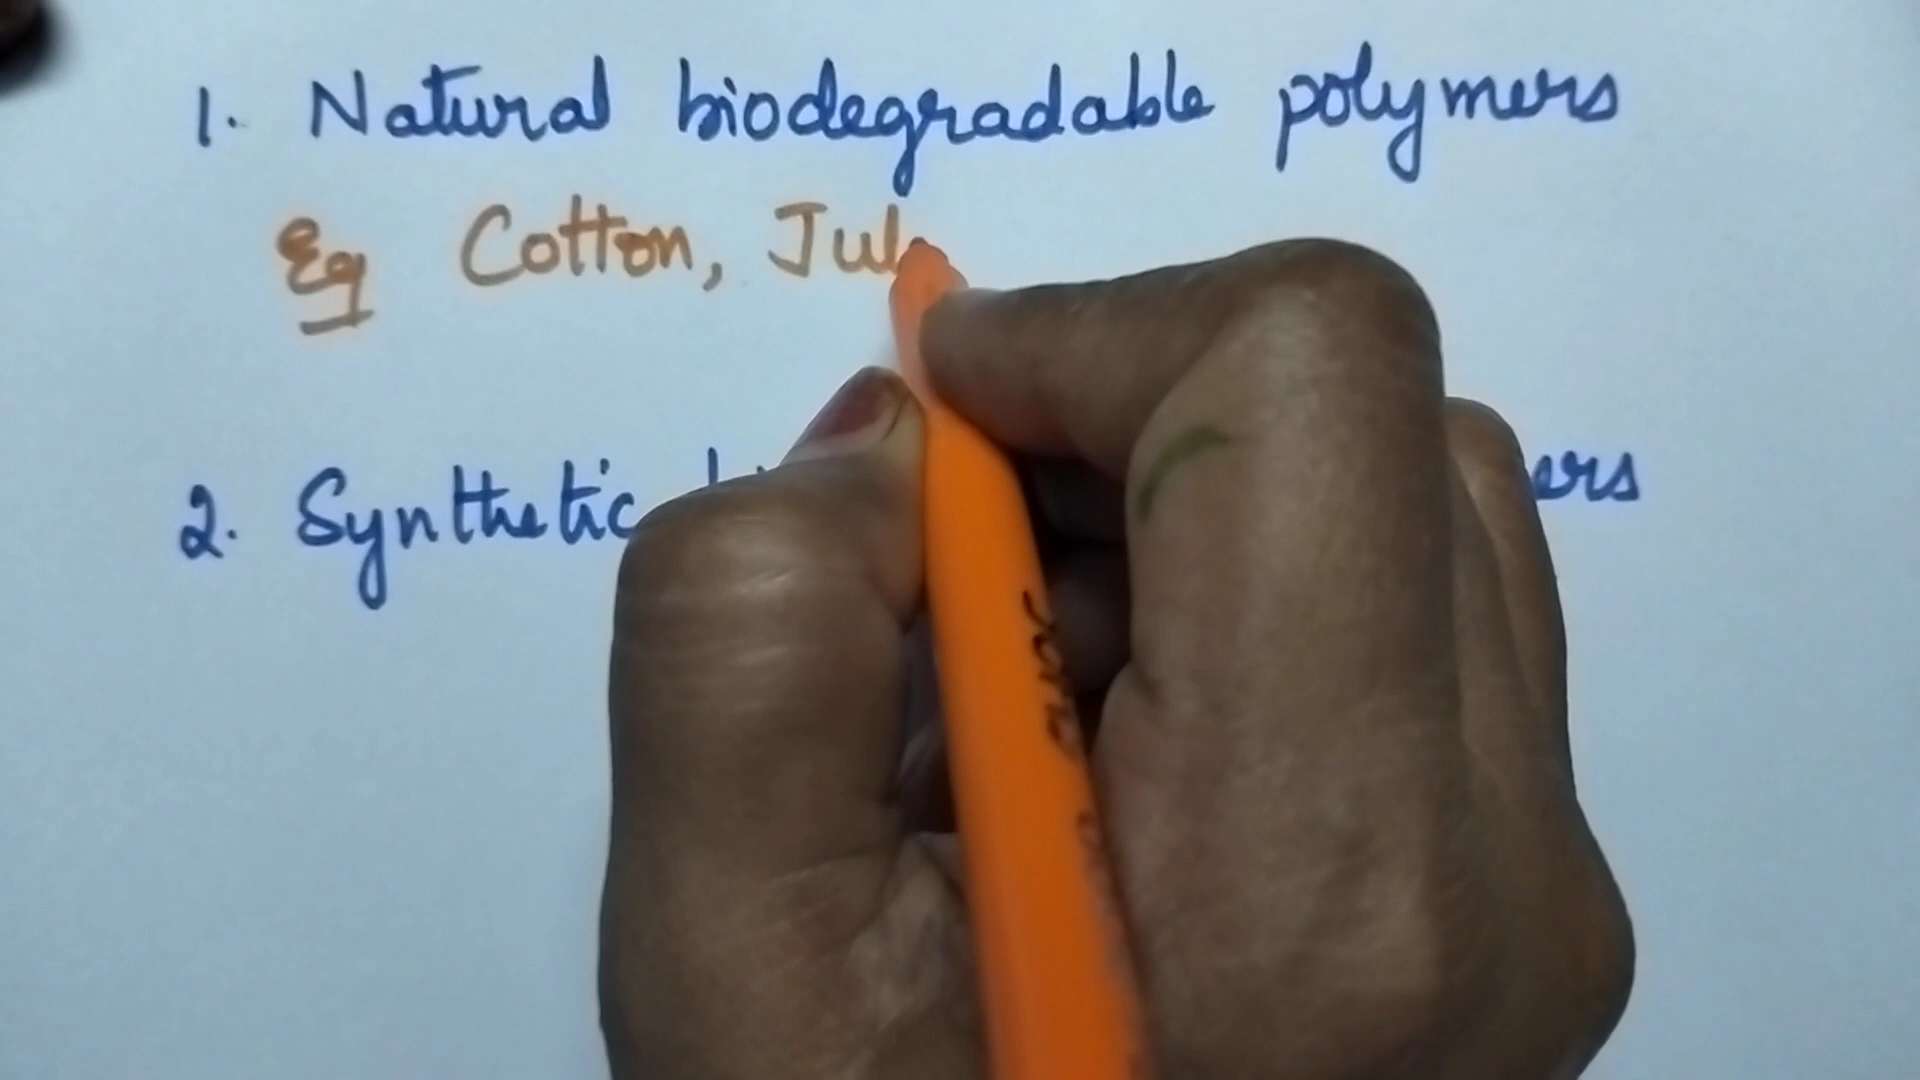 1. Natural biodegradable polymers
Eg Cotton, Jut
2. Synthetic